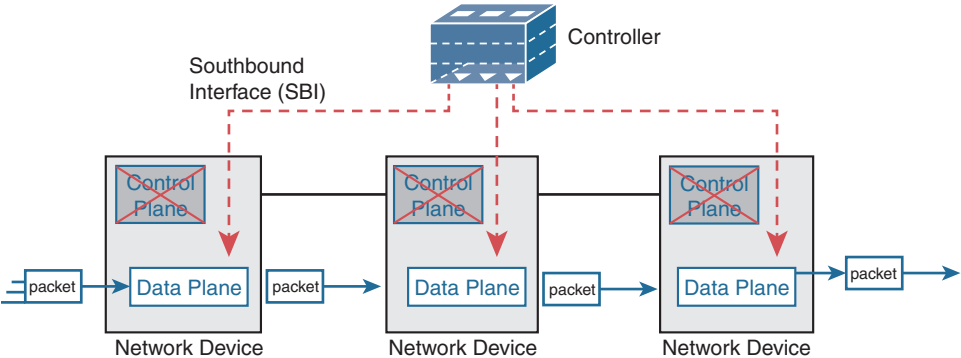 Controller
Southbound
Interface (SBI)
Control
Plane
Control
Plane
Control
Plane
packet
Data Plane
packet
Data Plane
packet
Data Plane
packet
Network Device
Network Device
Network Device